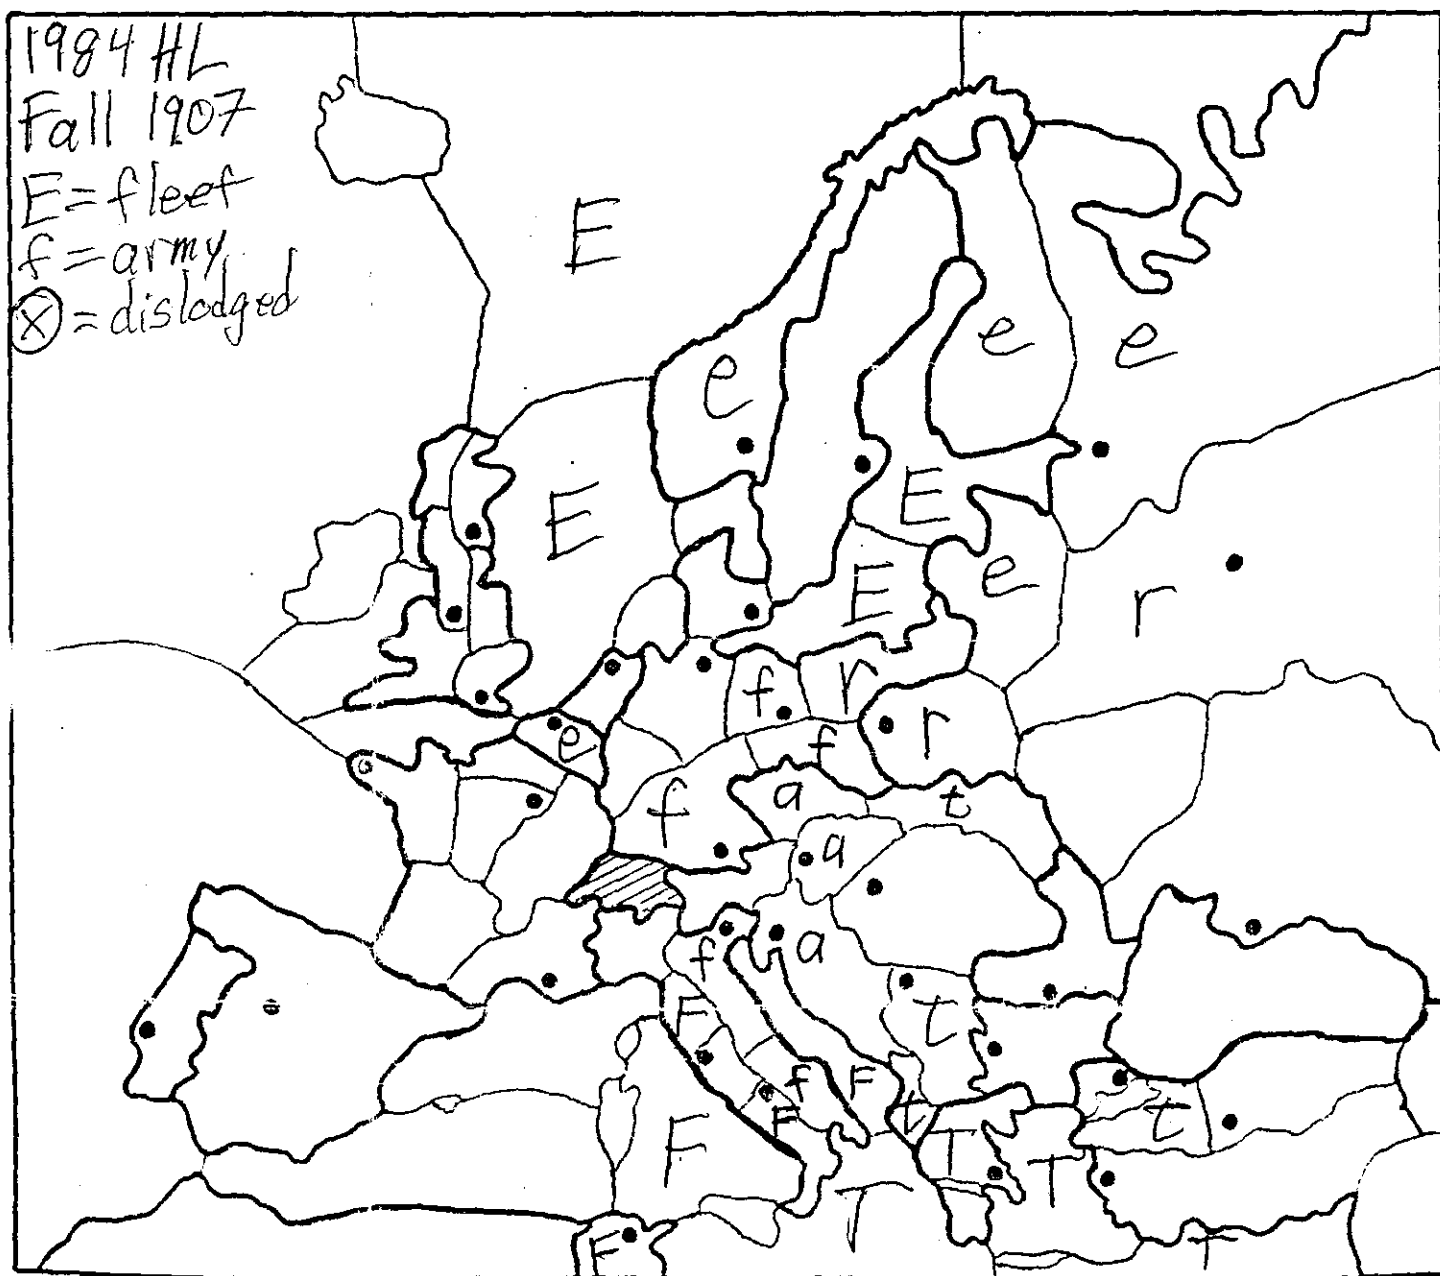 1984 HL
Fall 1907
E=fleet
f=army
X=dislodged
E
e e
e
E E
E e r
f r r
e f
f a t
a
f a
F t
f F t t
F F T T
T
F T